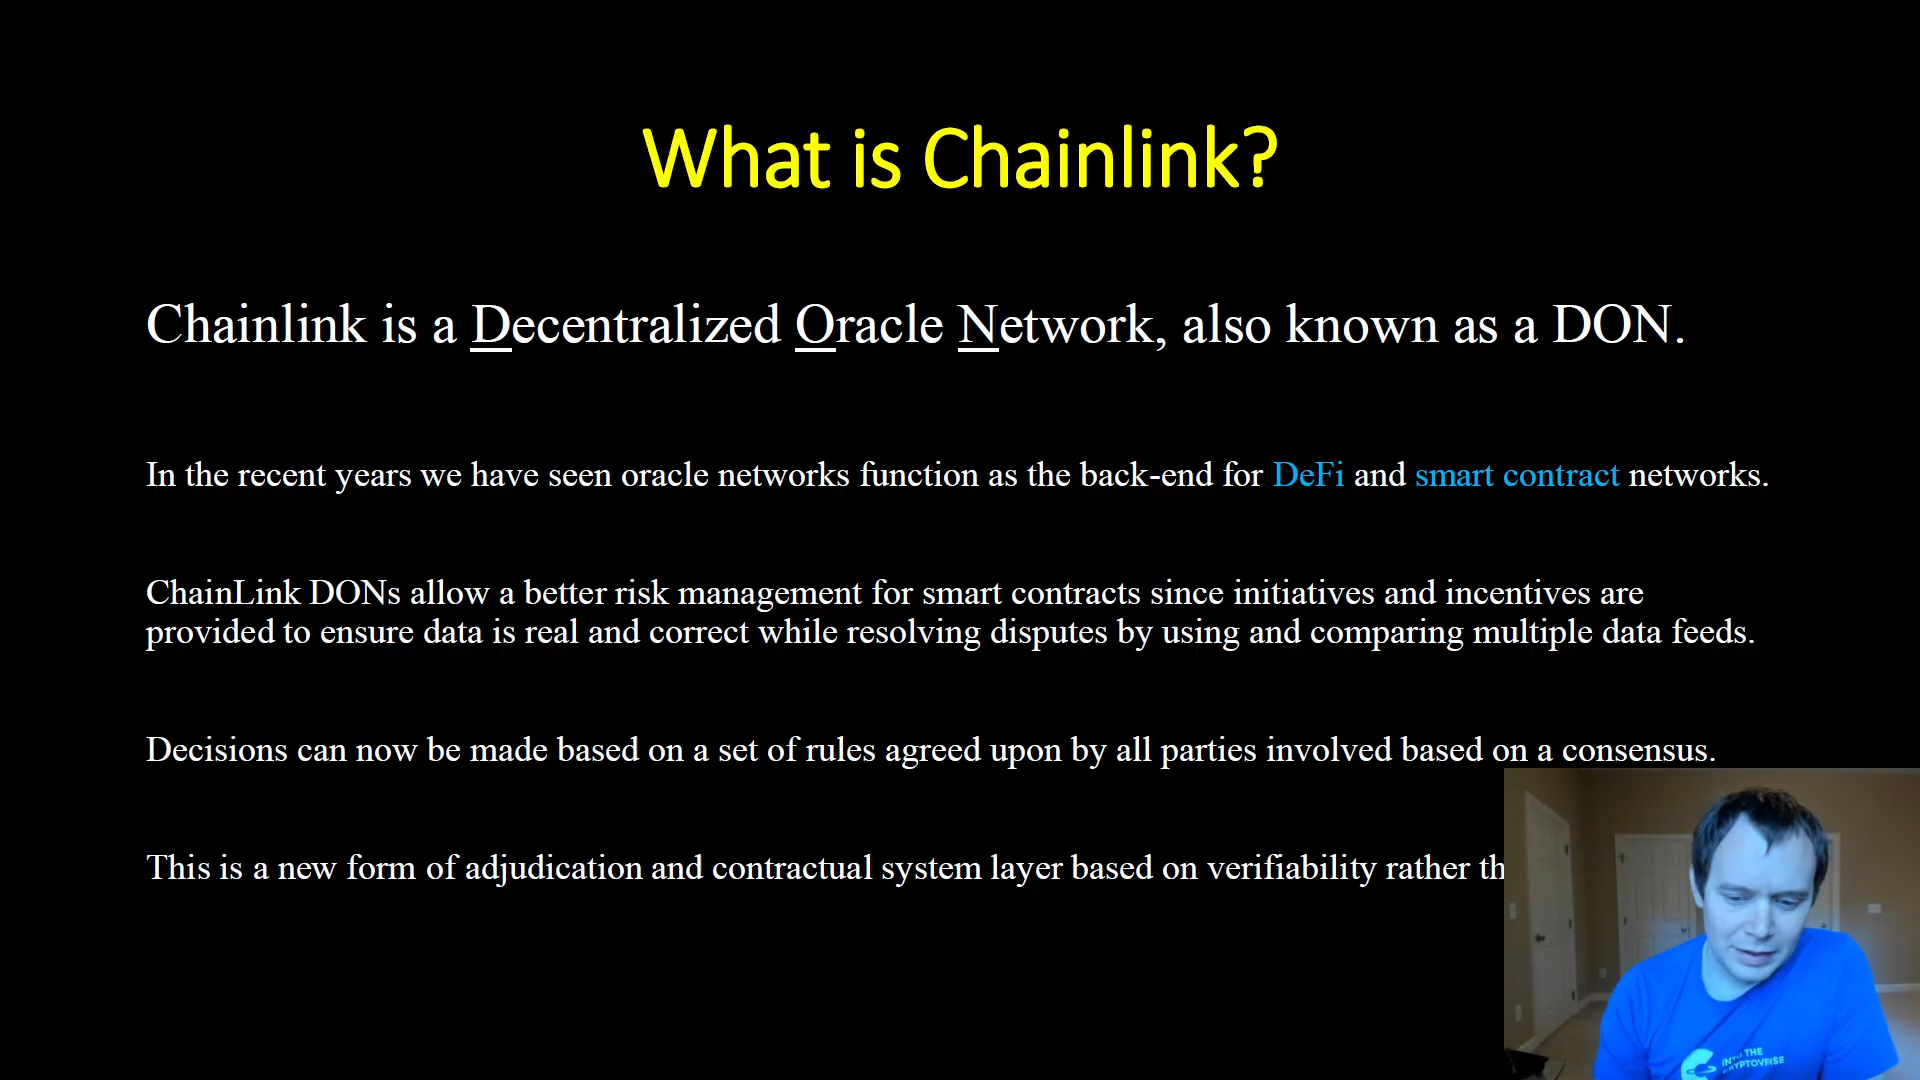 What is Chainlink?
Chainlink is a Decentralized Oracle Network, also known as a DON.
In the recent years we have seen oracle networks function as the back-end for DeFi and smart contract networks.
ChainLink DONs allow a better risk management for smart contracts since initiatives and incentives are
provided to ensure data is real and correct while resolving disputes by using and comparing multiple data feeds.
Decisions can now be made based on a set of rules agreed upon by all parties involved based on a consensus.
This is a new form of adjudication and contractual system layer based on verifiability rather
INTO THE
CRYPTOVERSE